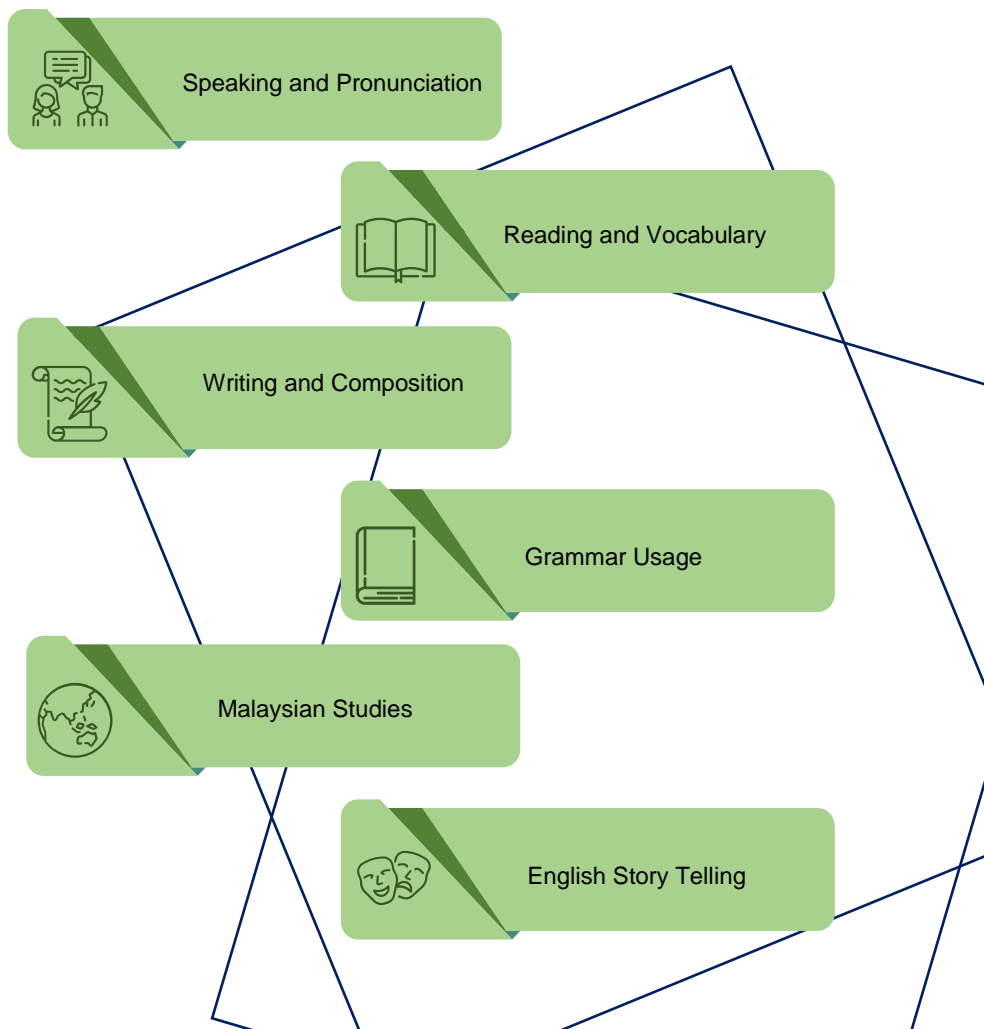 Speaking and Pronunciation
Reading and Vocabulary
Writing and Composition
Grammar Usage
Malaysian Studies
English Story Telling